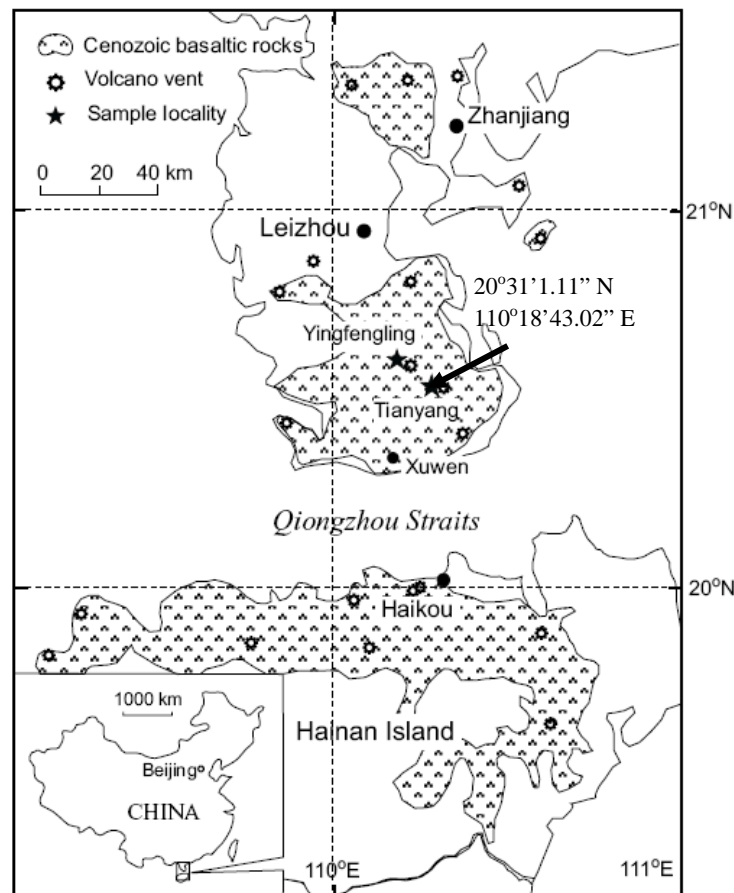 Cenozoic basaltic rocks
Volcano vent
Sample locality
0 20 40 km
Zhanjiang
21°N
Leizhou
20°31'1.11” N
110°18'43.02” E
Yingfengling
Tianyang
Xuwen
Qiongzhou Straits
20°N
Haikou
1000 km
Hainan Island
Beijing
CHINA
110°E
111°E